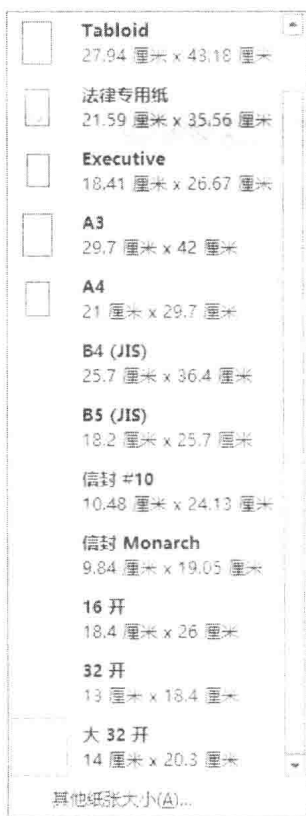 Tabloid
27.94 厘米 x 43.18 厘米
法律专用纸
21.59 厘米 x 35.56 厘米
Executive
18.41 厘米 x 26.67 厘米
A3
29.7 厘米 x 42 厘米
A4
21 厘米 x 29.7 厘米
B4 (JIS)
25.7 厘米 x 36.4 厘米
B5 (JIS)
18.2 厘米 x 25.7 厘米
信封 #10
10.48 厘米 x 24.13 厘米
信封 Monarch
9.84 厘米 x 19.05 厘米
16 开
18.4 厘米 x 26 厘米
32 开
13 厘米 x 18.4 厘米
大 32 开
14 厘米 x 20.3 厘米
其他纸张大小(A)...